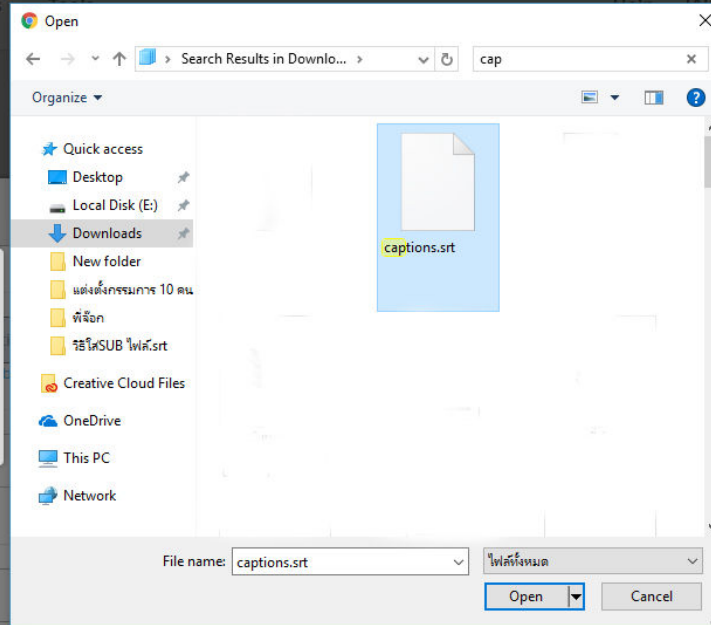 Open
Search Results in Downlo...
cap
Organize
Quick access
Desktop
Local Disk (E:)
Downloads
New folder
แต่งตั้งกรรมการ 10 คน
พี่จ๊อก
วิธีใส่SUB ไฟล์.srt
Creative Cloud Files
OneDrive
This PC
Network
captions.srt
File name: captions.srt
ไฟล์ทั้งหมด
Open
Cancel